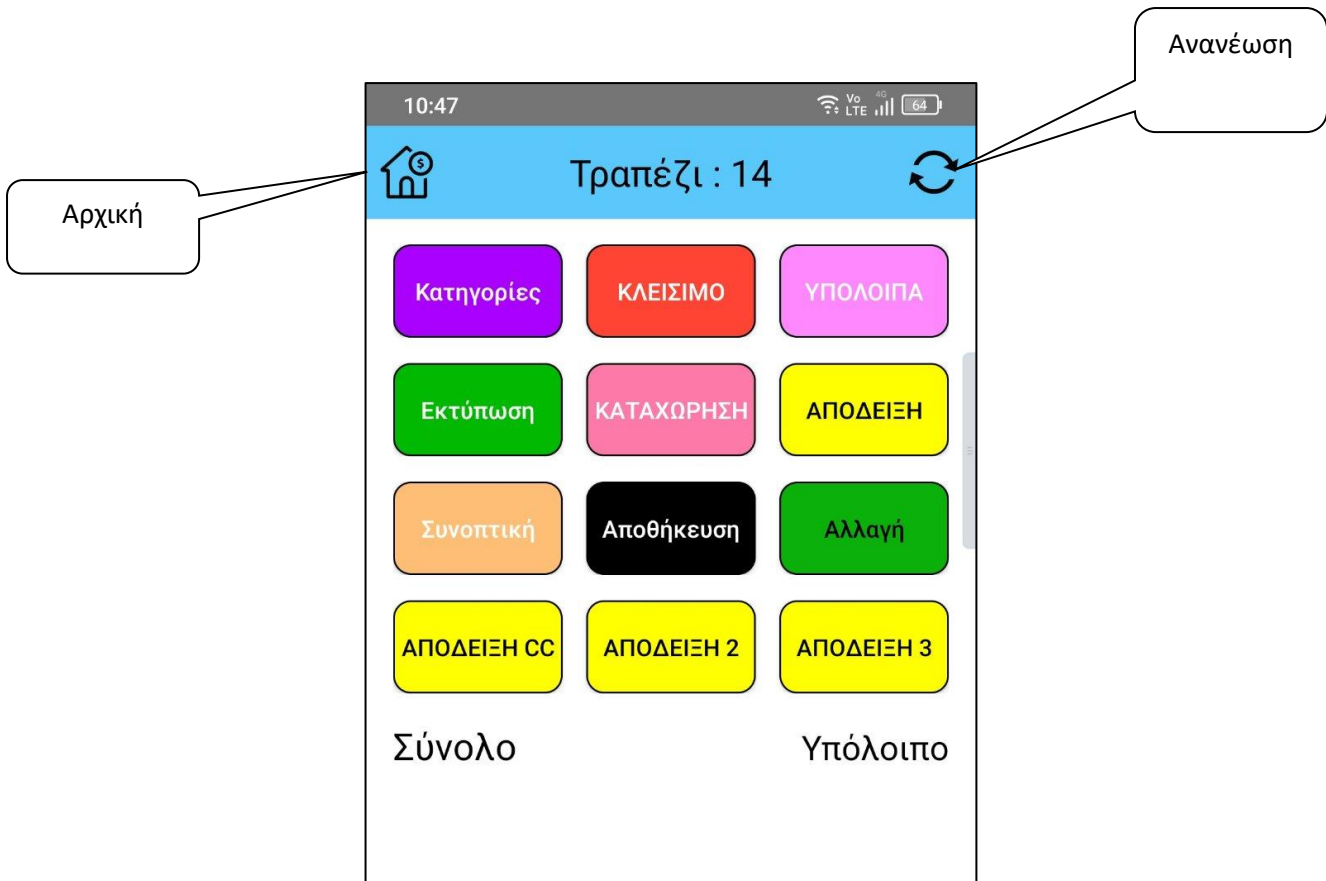 Ανανέωση
10:47
Vo LTE 4G 64
Τραπέζι : 14
Αρχική
Κατηγορίες ΚΛΕΙΣΙΜΟ ΥΠΟΛΟΙΠΑ
Εκτύπωση ΚΑΤΑΧΩΡΗΣΗ ΑΠΟΔΕΙΞΗ
Συνοπτική Αποθήκευση Αλλαγή
ΑΠΟΔΕΙΞΗ CC ΑΠΟΔΕΙΞΗ 2 ΑΠΟΔΕΙΞΗ 3
Σύνολο Υπόλοιπο